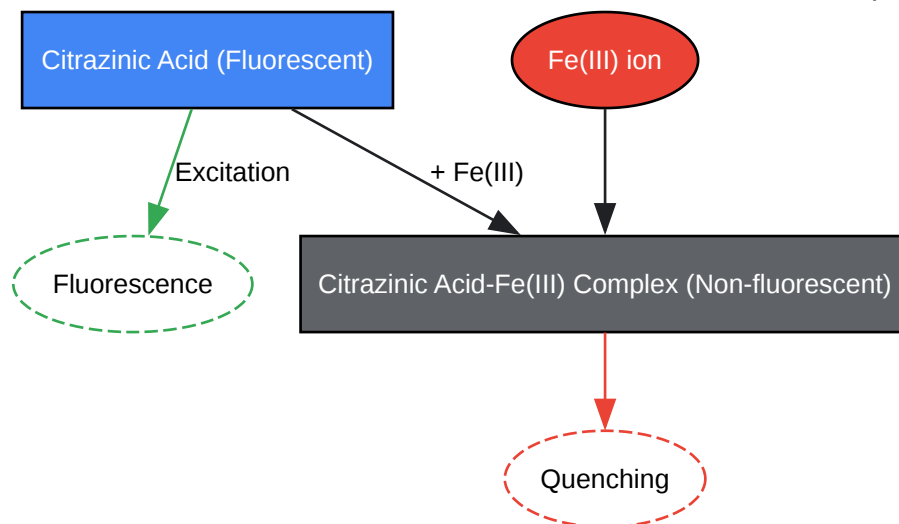 Citrazinic Acid (Fluorescent)
Fe(III) ion
Excitation
+ Fe(III)
Fluorescence
Citrazinic Acid-Fe(III) Complex (Non-fluorescent)
Quenching